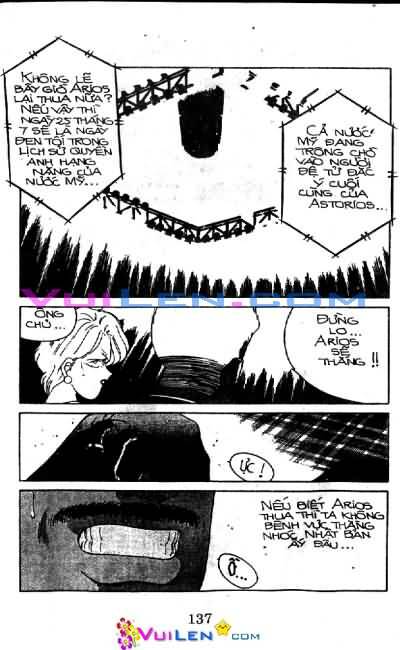 KHÔNG LẼ
BÂY GIỜ ARIOS
LẠI THUA NỮA?
NẾU VẬY THÌ
NGÀY 25 THÁNG
7 SẼ LÀ NGÀY
ĐEN TỐI TRONG
LỊCH SỬ QUYỀN
ANH HẠNG
NẶNG CỦA
NƯỚC MỸ...
CẢ NƯỚC
MỸ ĐANG
TRÔNG CHỜ
VÀO NGƯỜI
ĐỆ TỬ ĐẮC
Ý CUỐI
CÙNG CỦA
ASTORIOS...
VUILEN.COM
ÔNG
CHỦ...
ĐỪNG
LO...
ARIOS
SẼ
THẮNG!!
ỰC!
NẾU BIẾT ARIOS
THUA THÌ TA KHÔNG
BÊNH VỰC THẰNG
NHÓC NHẬT BẢN
ẤY ĐÂU...
Ồ...
137
VUILEN.COM